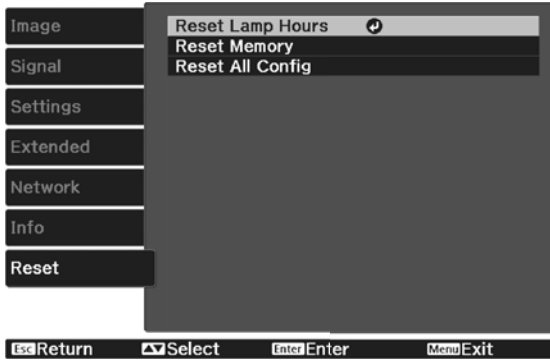 Image
Signal
Settings
Extended
Network
Info
Reset
Reset Lamp Hours
Reset Memory
Reset All Config
Esc Return Select Enter Enter Menu Exit